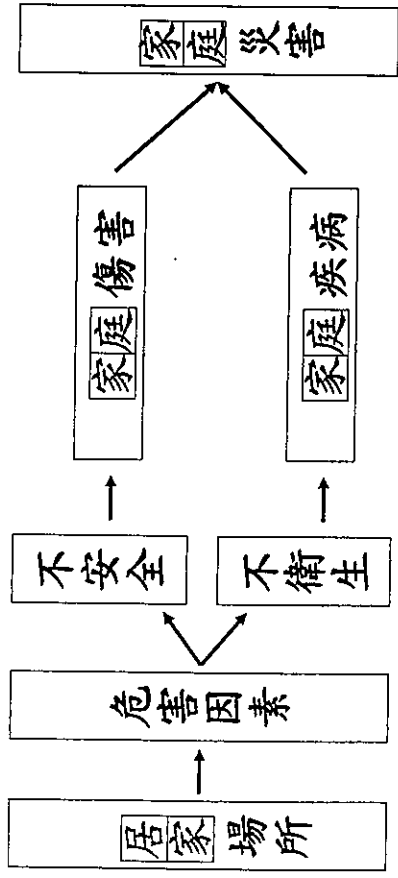 居家場所
危害因素
不安全
不衛生
家庭傷害
家庭疾病
家庭災害